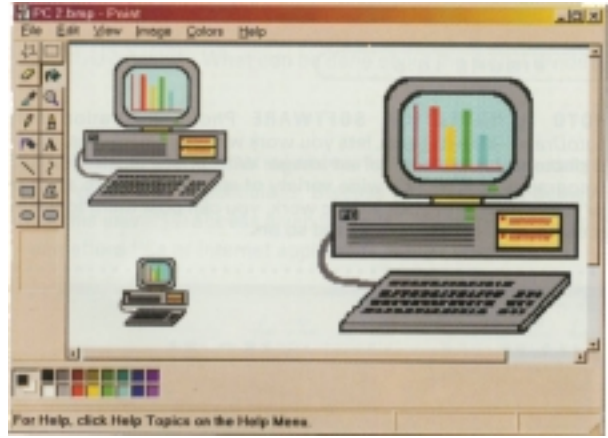 PC 2.bmp - Paint
File Edit View Image Colors Help
A
PC
For Help, click Help Topics on the Help Menu.